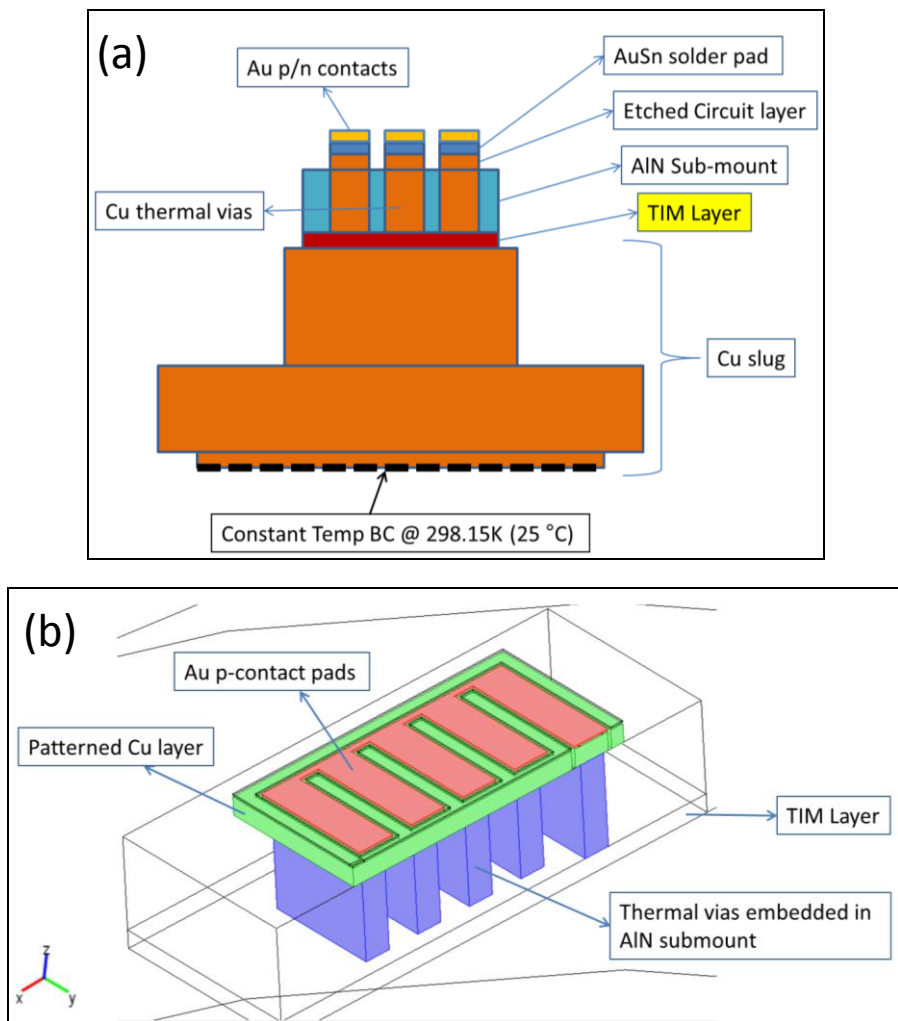 (a)
Au p/n contacts
AuSn solder pad
Etched Circuit layer
AlN Sub-mount
Cu thermal vias
TIM Layer
Cu slug
Constant Temp BC @ 298.15K (25 °C)
(b)
Au p-contact pads
Patterned Cu layer
TIM Layer
Thermal vias embedded in
AlN submount
z
x
y